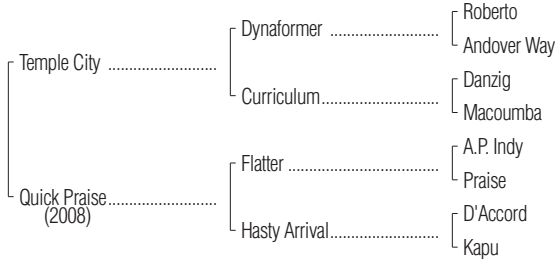 Roberto
Dynaformer ..............................
Andover Way
Temple City ..............................
Danzig
Curriculum..............................
Macoumba
A.P. Indy
Flatter ..............................
Praise
Quick Praise..............................
(2008)
D'Accord
Hasty Arrival..............................
Kapu